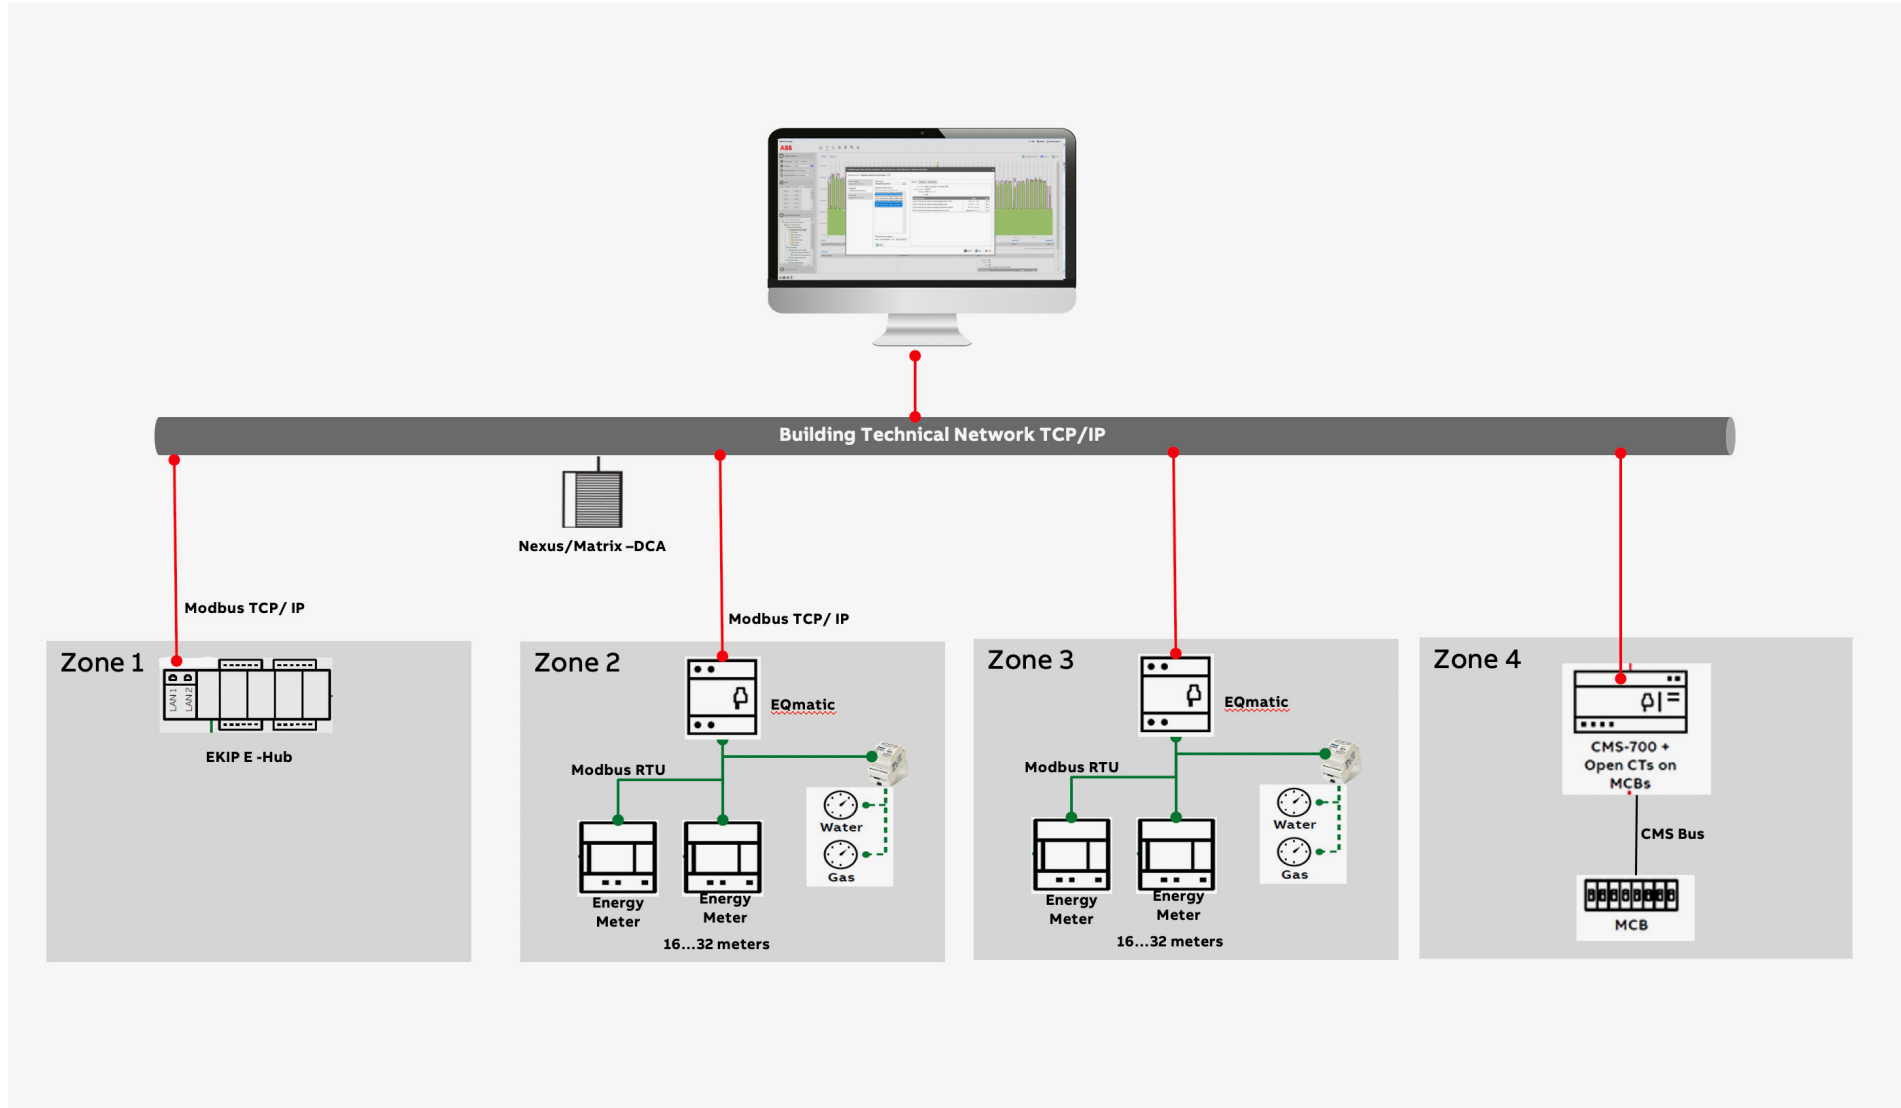 ABB
Building Technical Network TCP/IP
Nexus/Matrix –DCA
Modbus TCP/ IP
Modbus TCP/ IP
Zone 1
LAN 1
LAN 2
EKIP E -Hub
Zone 2
EQmatic
Modbus RTU
Water
Gas
Energy
Meter
Energy
Meter
16...32 meters
Zone 3
EQmatic
Modbus RTU
Water
Gas
Energy
Meter
Energy
Meter
16...32 meters
Zone 4
CMS-700 +
Open CTs on
MCBs
CMS Bus
MCB